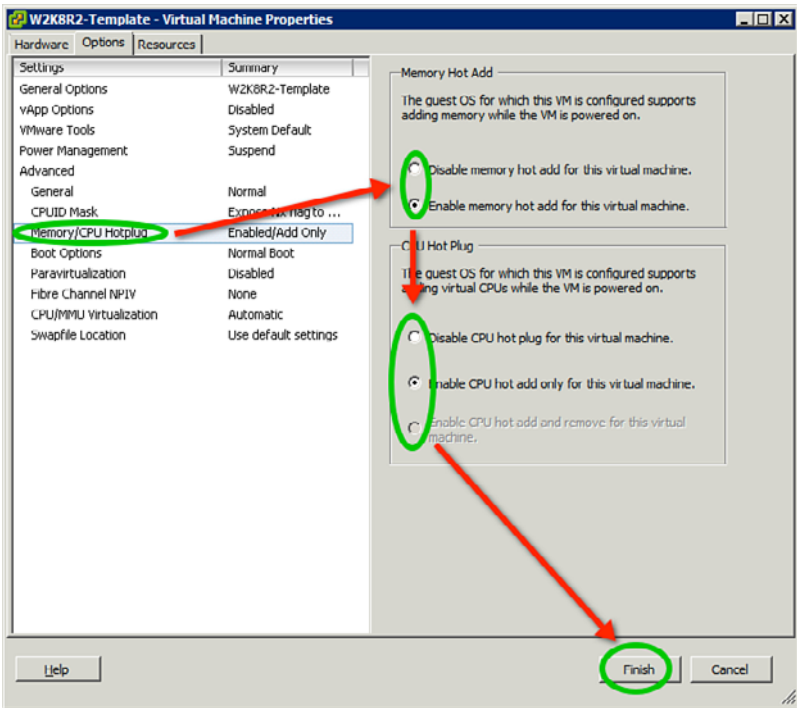 W2K8R2-Template - Virtual Machine Properties
Hardware Options Resources
Settings Summary
General Options W2K8R2-Template
vApp Options Disabled
VMware Tools System Default
Power Management Suspend
Advanced
General Normal
CPUID Mask Expose Nx flag to ...
Memory/CPU Hotplug Enabled/Add Only
Boot Options Normal Boot
Paravirtualization Disabled
Fibre Channel NPIV None
CPU/MMU Virtualization Automatic
Swapfile Location Use default settings
Memory Hot Add
The guest OS for which this VM is configured supports
adding memory while the VM is powered on.
Disable memory hot add for this virtual machine.
Enable memory hot add for this virtual machine.
CPU Hot Plug
The guest OS for which this VM is configured supports
adding virtual CPUs while the VM is powered on.
Disable CPU hot plug for this virtual machine.
Enable CPU hot add only for this virtual machine.
Enable CPU hot add and remove for this virtual
machine.
Help Finish Cancel